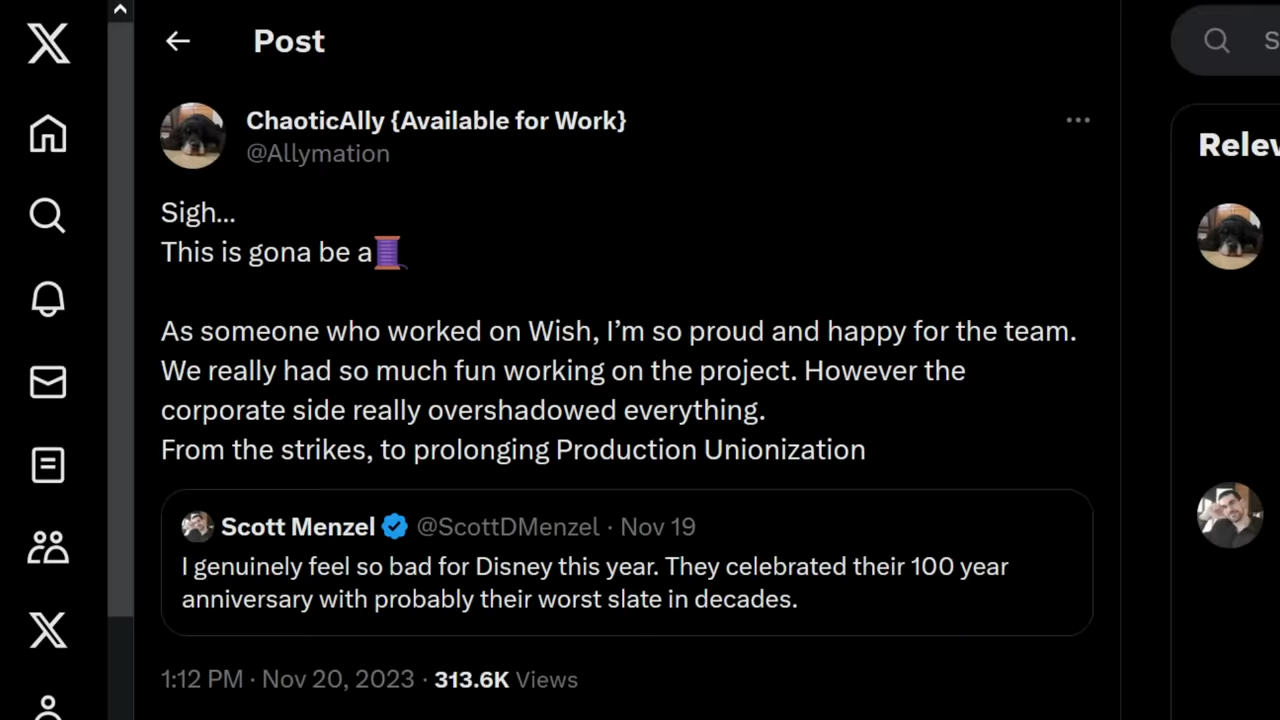 Post
S
ChaoticAlly {Available for Work}
@Allymation
Relev
Sigh...
This is gona be a🧵
As someone who worked on Wish, I’m so proud and happy for the team.
We really had so much fun working on the project. However the
corporate side really overshadowed everything.
From the strikes, to prolonging Production Unionization
Scott Menzel @ScottDMenzel · Nov 19
I genuinely feel so bad for Disney this year. They celebrated their 100 year
anniversary with probably their worst slate in decades.
1:12 PM · Nov 20, 2023 · 313.6K Views